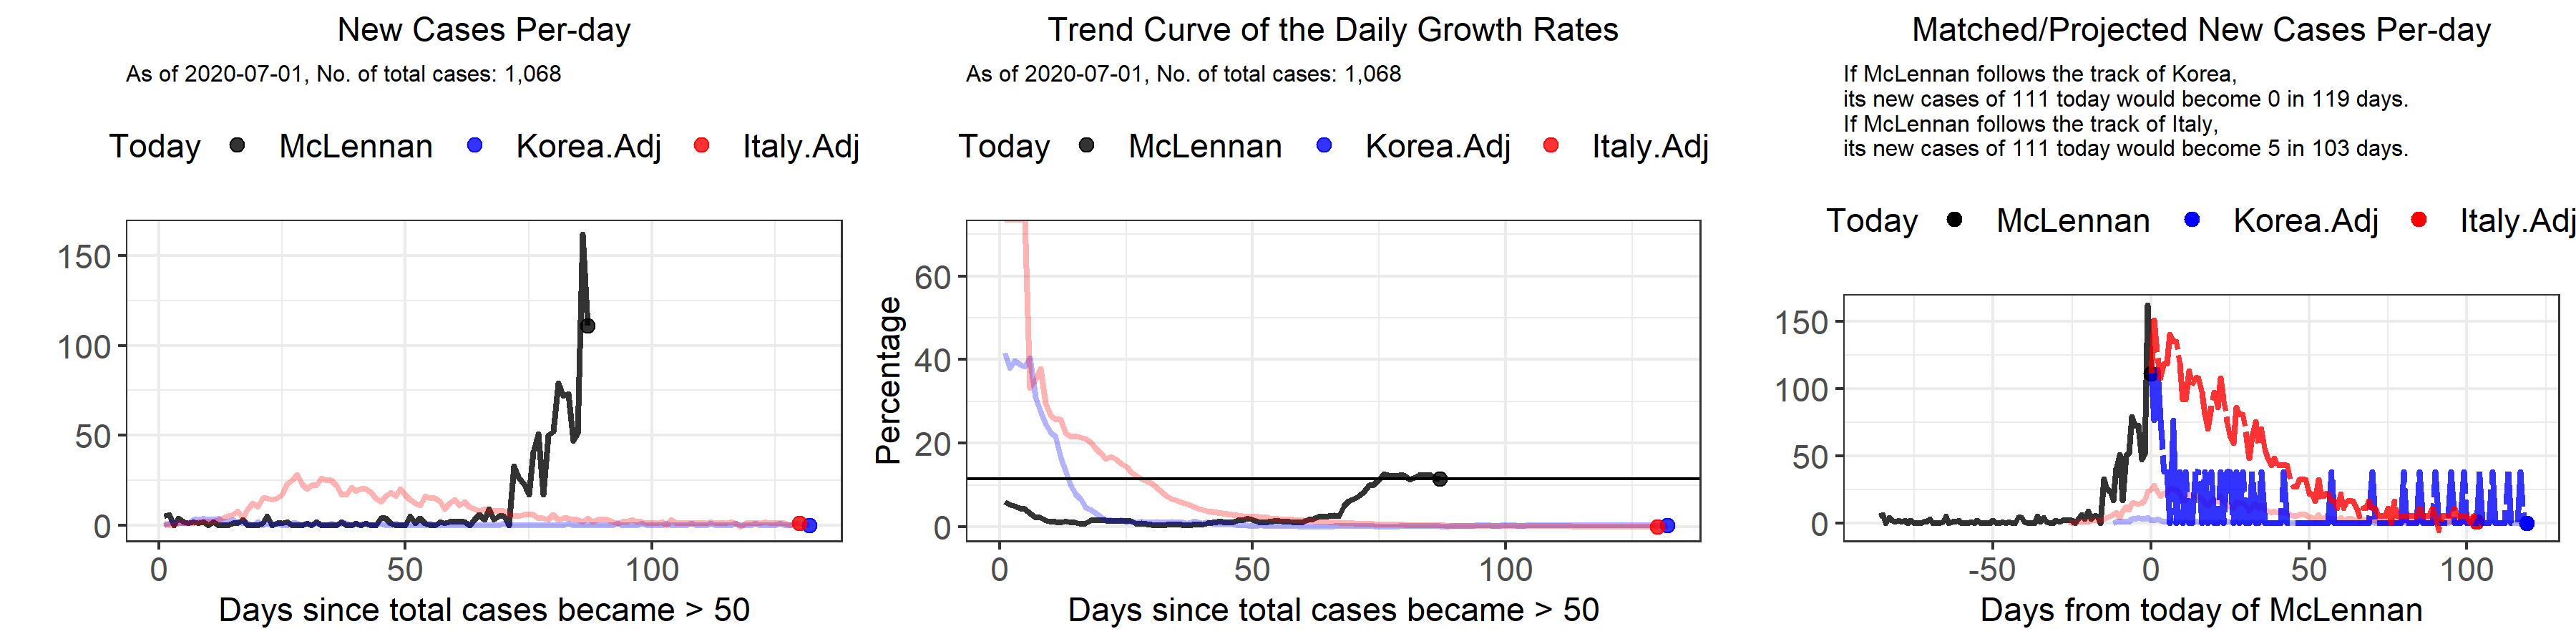 New Cases Per-day
As of 2020-07-01, No. of total cases: 1,068
Today McLennan Korea.Adj Italy.Adj
150
100
50
0
0 50 100
Days since total cases became > 50
Trend Curve of the Daily Growth Rates
As of 2020-07-01, No. of total cases: 1,068
Today McLennan Korea.Adj Italy.Adj
Percentage
60
40
20
0
0 50 100
Days since total cases became > 50
Matched/Projected New Cases Per-day
If McLennan follows the track of Korea,
its new cases of 111 today would become 0 in 119 days.
If McLennan follows the track of Italy,
its new cases of 111 today would become 5 in 103 days.
Today McLennan Korea.Adj Italy.Adj
150
100
50
0
-50 0 50 100
Days from today of McLennan